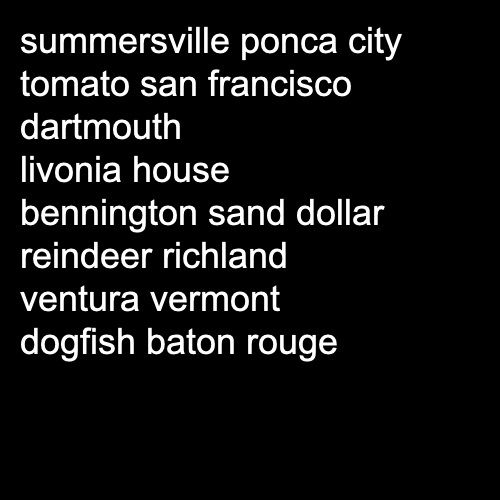 summersville ponca city
tomato san francisco
dartmouth
livonia house
bennington sand dollar
reindeer richland
ventura vermont
dogfish baton rouge